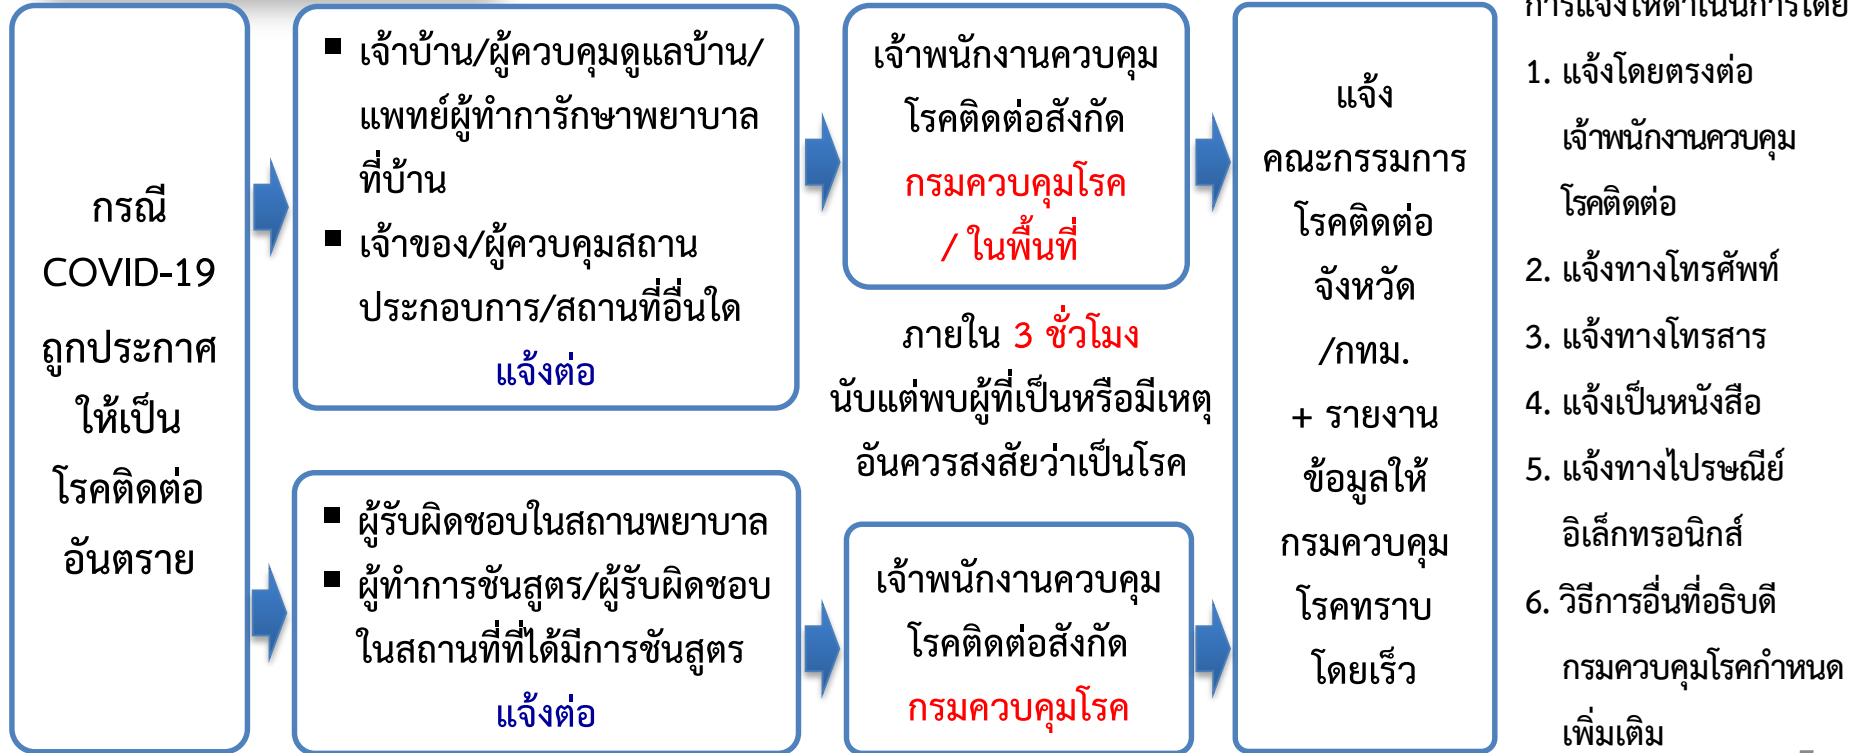 กรณี
COVID-19
ถูกประกาศ
ให้เป็น
โรคติดต่อ
อันตราย
▪ เจ้าบ้าน/ผู้ควบคุมดูแลบ้าน/
แพทย์ผู้ทำการักษาพยาบาล
ที่บ้าน
▪ เจ้าของ/ผู้ควบคุมสถาน
ประกอบการ/สถานที่อื่นใด
แจ้งต่อ
▪ ผู้รับผิดชอบในสถานพยาบาล
▪ ผู้ทำการชันสูตร/ผู้รับผิดชอบ
ในสถานที่ที่ได้มีการชันสูตร
แจ้งต่อ
เจ้าพนักงานควบคุม
โรคติดต่อสังกัด
กรมควบคุมโรค
/ ในพื้นที่
ภายใน 3 ชั่วโมง
นับแต่พบผู้ที่เป็นหรือมีเหตุ
อันควรสงสัยว่าเป็นโรค
เจ้าพนักงานควบคุม
โรคติดต่อสังกัด
กรมควบคุมโรค
แจ้ง
คณะกรรมการ
โรคติดต่อ
จังหวัด
/กทม.
+ รายงาน
ข้อมูลให้
กรมควบคุม
โรคทราบ
โดยเร็ว
การแจ้งให้ดำเนินการโดย
1. แจ้งโดยตรงต่อ
เจ้าพนักงานควบคุม
โรคติดต่อ
2. แจ้งทางโทรศัพท์
3. แจ้งทางโทรสาร
4. แจ้งเป็นหนังสือ
5. แจ้งทางไปรษณีย์
อิเล็กทรอนิกส์
6. วิธีการอื่นที่อธิบดี
กรมควบคุมโรคกำหนด
เพิ่มเติม